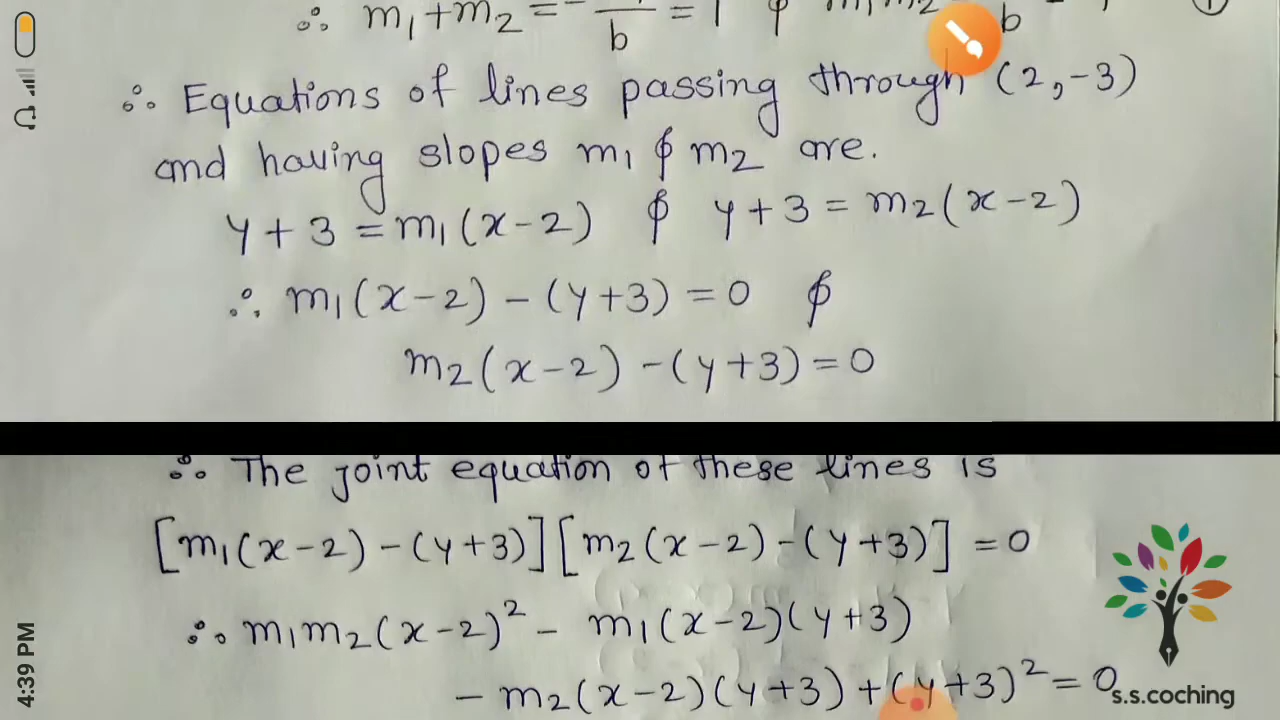 ∴ m₁+m₂ = - /b = 1 & m₁m₂ b
∴ Equations of lines passing through (2,-3)
and having slopes m₁ & m₂ are.
y+3 = m₁(x-2) & y+3 = m₂(x-2)
∴ m₁(x-2) - (y+3) = 0 &
m₂(x-2) - (y+3) = 0
∴ The joint equation of these lines is
[m₁(x-2) - (y+3)][m₂(x-2) - (y+3)] = 0
∴ m₁m₂(x-2)² - m₁(x-2)(y+3)
- m₂(x-2)(y+3) + (y+3)² = 0
s.s.coching
4:39 PM